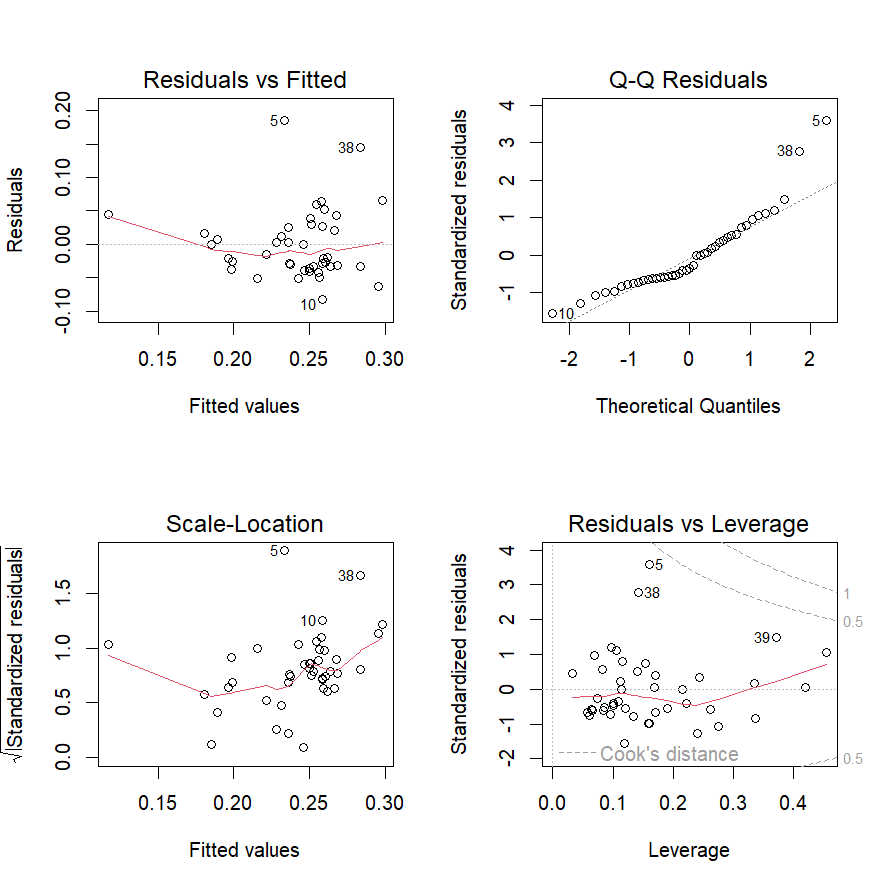 Residuals vs Fitted
Residuals
0.20
0.10
0.00
-0.10
5
38
10
0.15 0.20 0.25 0.30
Fitted values
Q-Q Residuals
Standardized residuals
4
3
2
1
0
-1
5
38
10
-2 -1 0 1 2
Theoretical Quantiles
Scale-Location
√|Standardized residuals|
1.5
1.0
0.5
0.0
5
38
10
0.15 0.20 0.25 0.30
Fitted values
Residuals vs Leverage
Standardized residuals
4
3
2
1
0
-1
-2
5
38
39
1
0.5
0.5
Cook's distance
0.0 0.1 0.2 0.3 0.4
Leverage